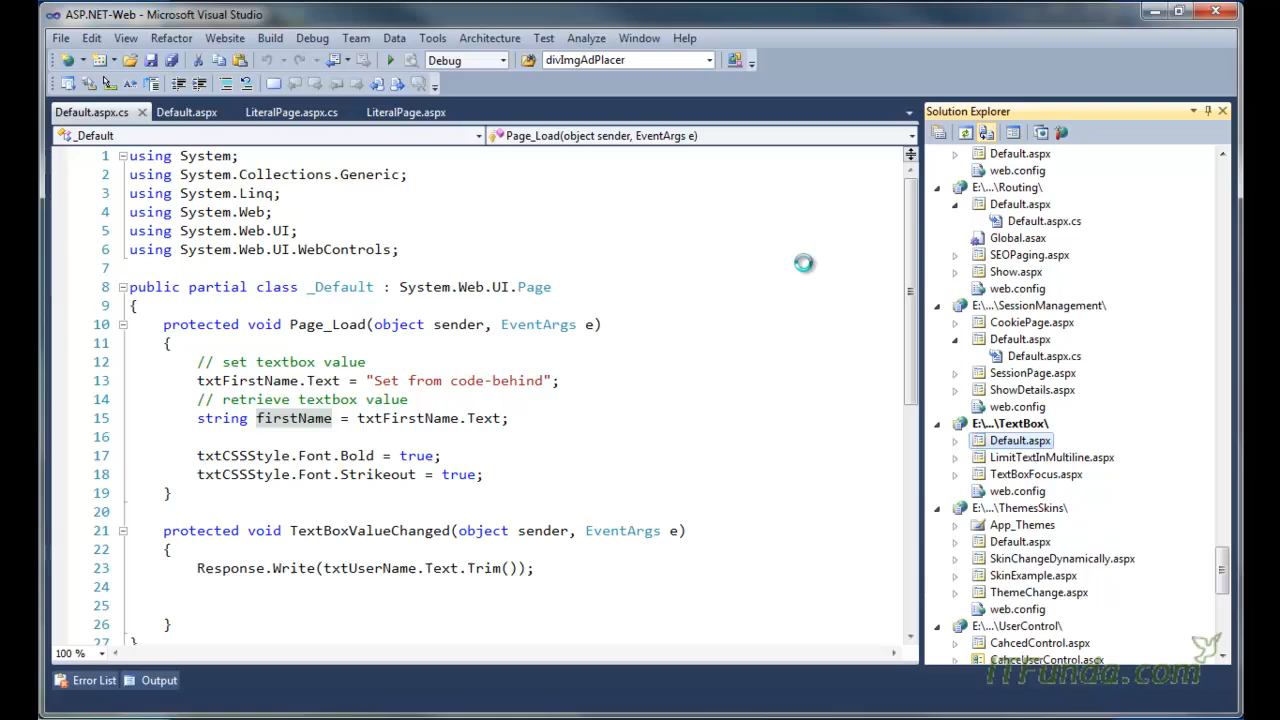 ASP.NET-Web - Microsoft Visual Studio
File Edit View Refactor Website Build Debug Team Data Tools Architecture Test Analyze Window Help
Debug divImgAdPlacer
Default.aspx.cs Default.aspx LiteralPage.aspx.cs LiteralPage.aspx
_Default Page_Load(object sender, EventArgs e)
1 using System;
2 using System.Collections.Generic;
3 using System.Linq;
4 using System.Web;
5 using System.Web.UI;
6 using System.Web.UI.WebControls;
7
8 public partial class _Default : System.Web.UI.Page
9 {
10 protected void Page_Load(object sender, EventArgs e)
11 {
12 // set textbox value
13 txtFirstName.Text = "Set from code-behind";
14 // retrieve textbox value
15 string firstName = txtFirstName.Text;
16
17 txtCSSStyle.Font.Bold = true;
18 txtCSSStyle.Font.Strikeout = true;
19 }
20
21 protected void TextBoxValueChanged(object sender, EventArgs e)
22 {
23 Response.Write(txtUserName.Text.Trim());
24
25
26 }
27 }
100 %
Error List Output
Solution Explorer
Default.aspx
web.config
E:\...\Routing\
Default.aspx
Default.aspx.cs
Global.asax
SEOPaging.aspx
Show.aspx
web.config
E:\...\SessionManagement\
CookiePage.aspx
Default.aspx
Default.aspx.cs
SessionPage.aspx
ShowDetails.aspx
web.config
E:\...\TextBox\
Default.aspx
LimitTextInMultiline.aspx
TextBoxFocus.aspx
web.config
E:\...\ThemesSkins\
App_Themes
Default.aspx
SkinChangeDynamically.aspx
SkinExample.aspx
ThemeChange.aspx
web.config
E:\...\UserControl\
CahcedControl.aspx
CahceUserControl.ascx
ITFunda.com